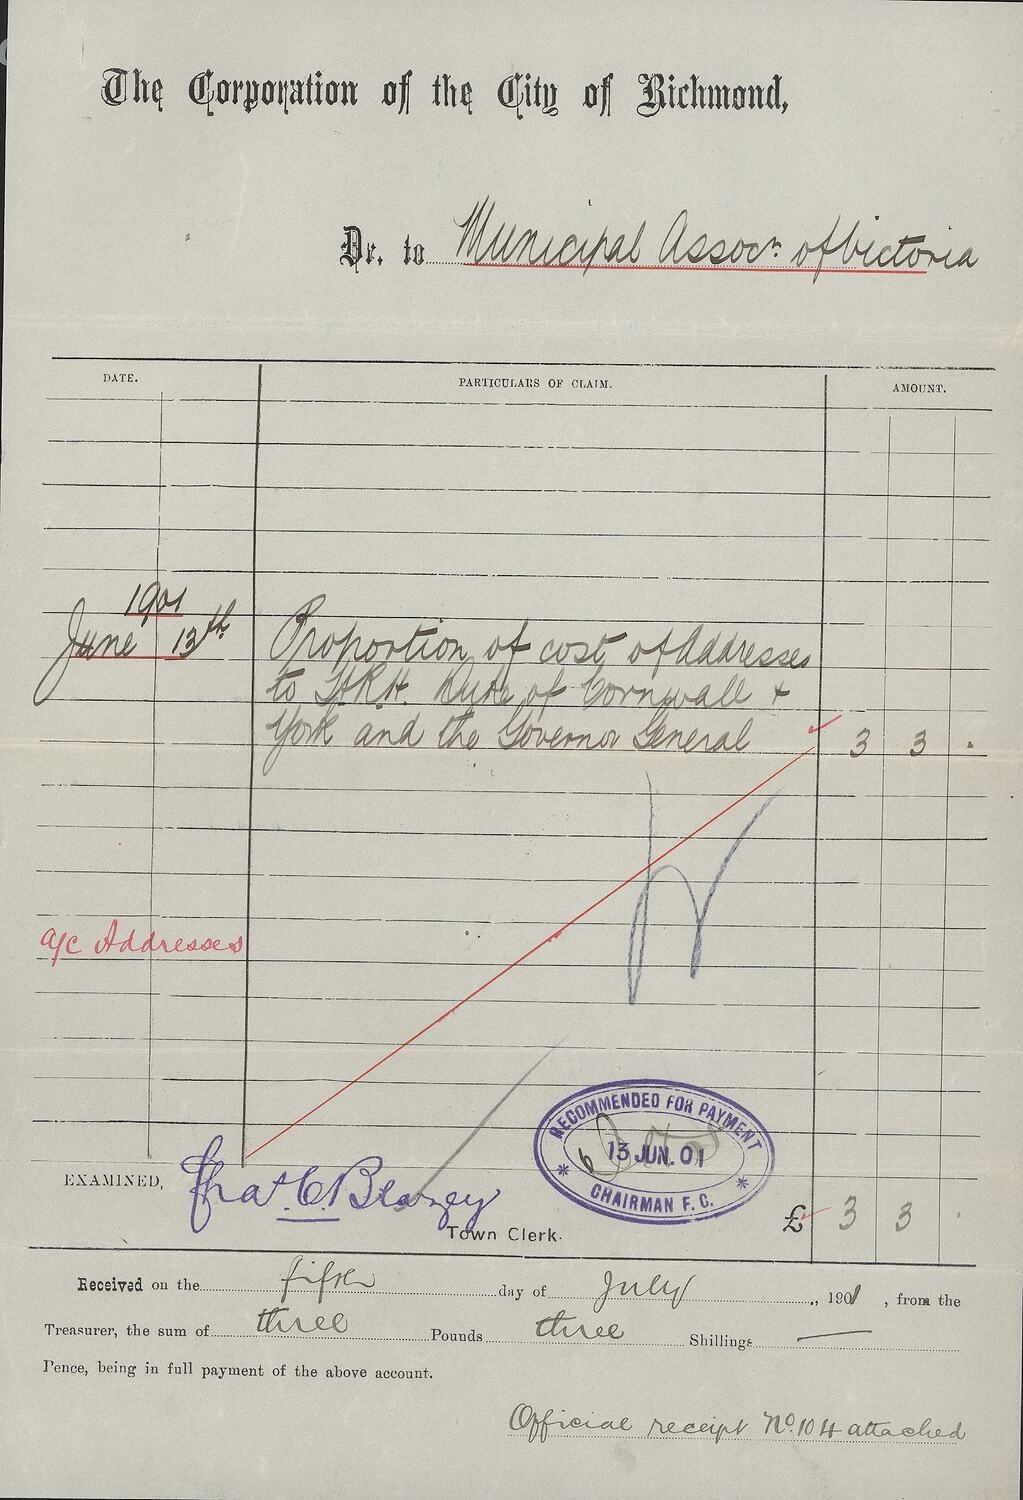 The Corporation of the City of Richmond,
Dr. to Municipal Assocn. of Victoria
DATE. PARTICULARS OF CLAIM. AMOUNT.
1901
June 13th Proportion of cost of Addresses
to H.R.H. Duke of Cornwall &
York and the Governor General 3 3 .
a/c Addresses
RECOMMENDED FOR PAYMENT
13 JUN. 01
CHAIRMAN F. C.
EXAMINED, Chas. C. Blazey
Town Clerk. £ 3 3 .
Received on the fifth day of July 1901, from the
Treasurer, the sum of three Pounds three Shillings —
Pence, being in full payment of the above account.
Official receipt No. 104 attached